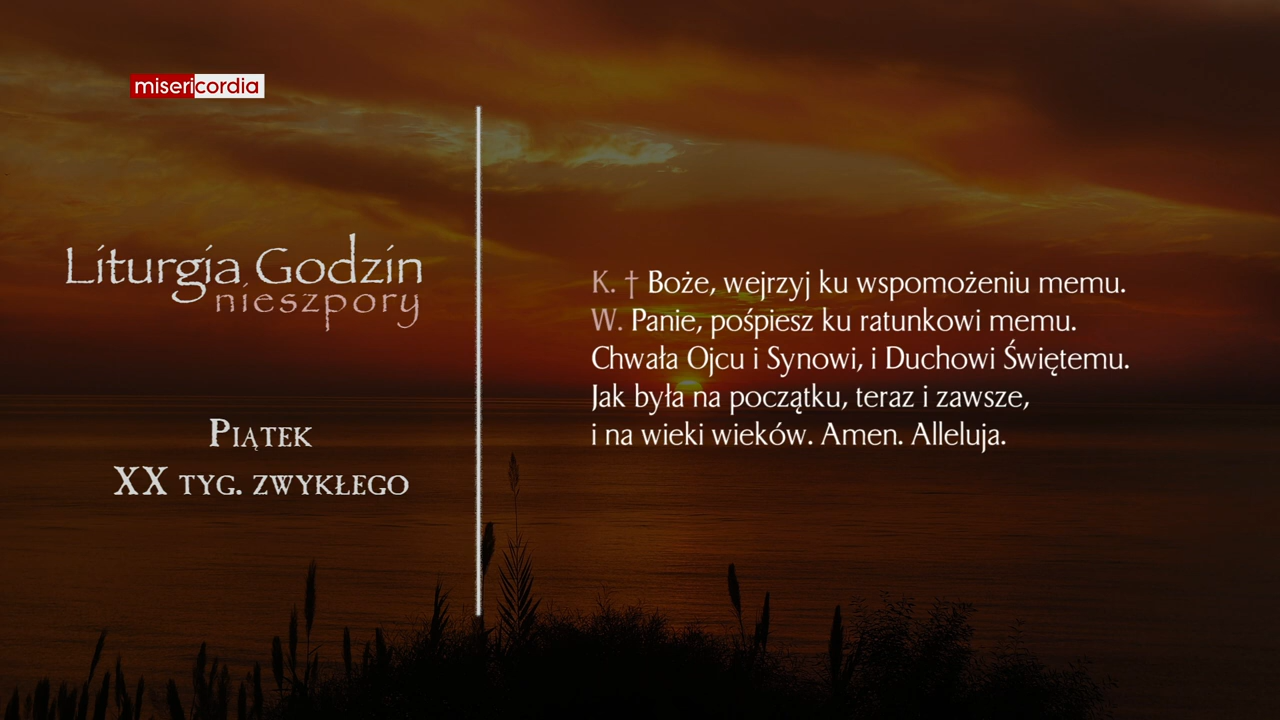 misericordia
Liturgia Godzin
nieszpory
Piątek
XX tyg. zwykłego
K. † Boże, wejrzyj ku wspomożeniu memu.
W. Panie, pośpiesz ku ratunkowi memu.
Chwała Ojcu i Synowi, i Duchowi Świętemu.
Jak była na początku, teraz i zawsze,
i na wieki wieków. Amen. Alleluja.